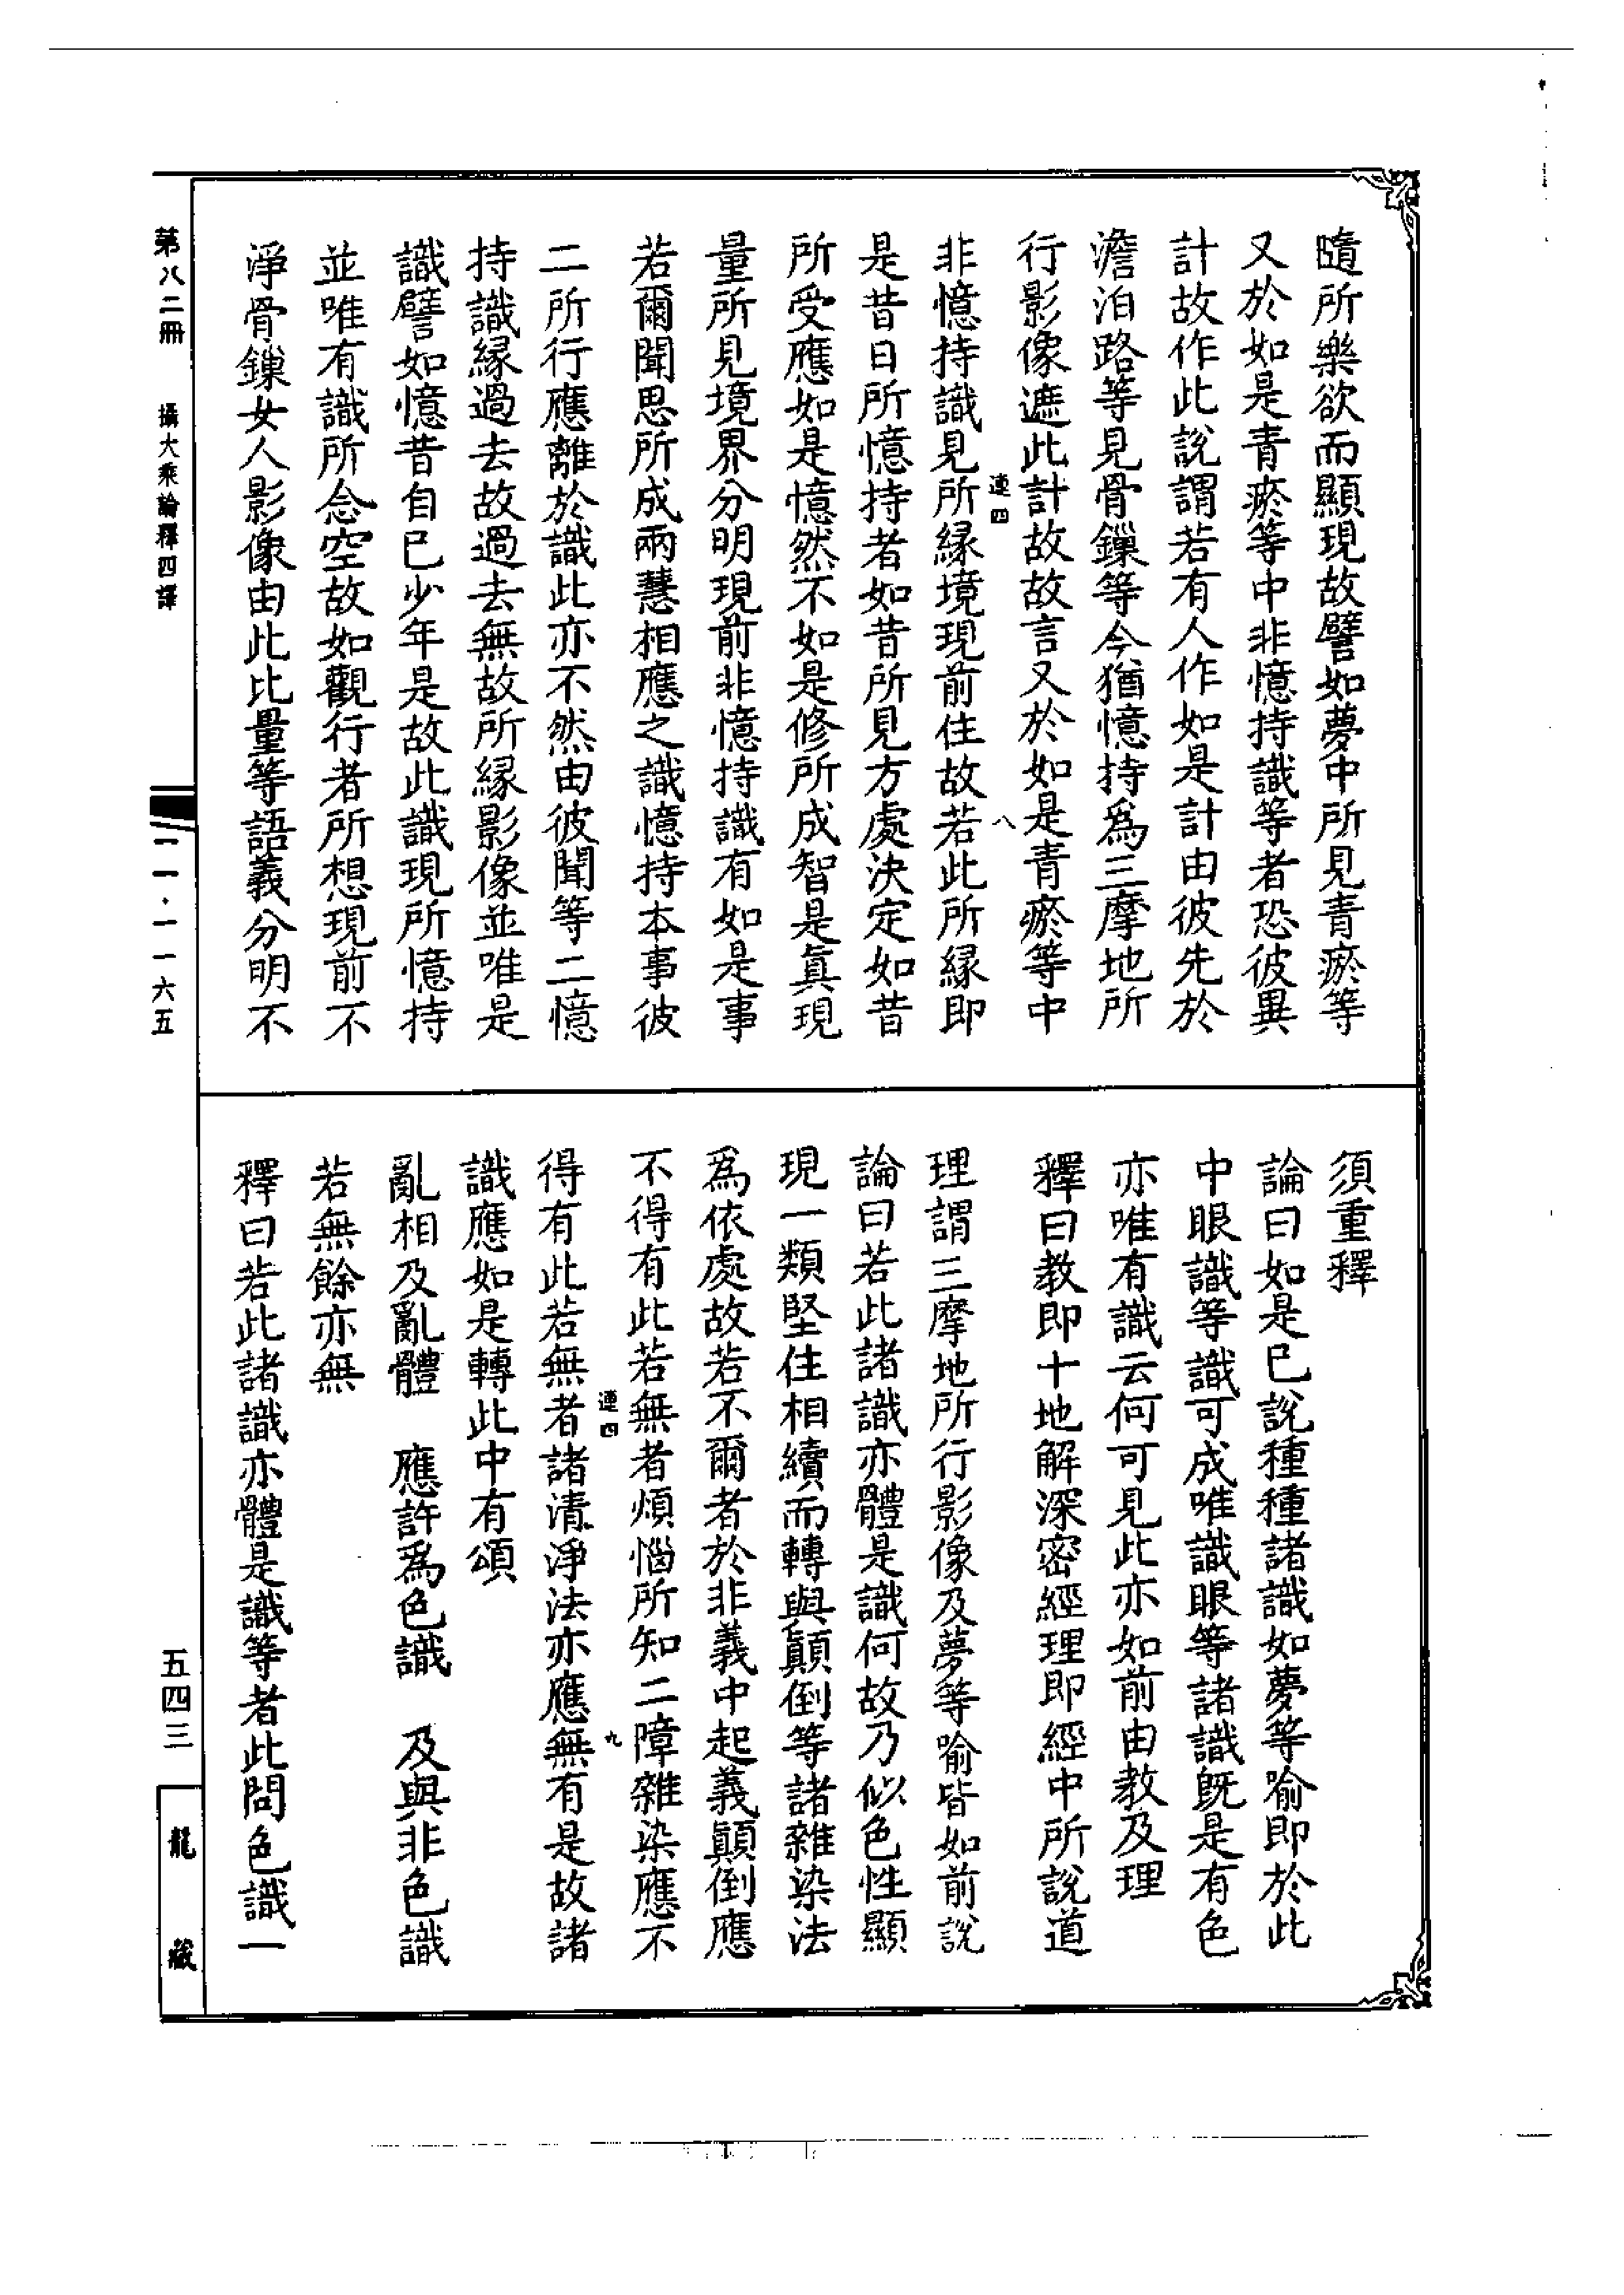 隨所樂欲而顯現故譬如夢中所見青瘀等
又於如是青瘀等中非憶持識等者恐彼異
計故作此說謂若有人作如是計由彼先於
澹泊路等見骨鏁等今猶憶持爲三摩地所
行影像遮此計故故言又於如是青瘀等中
連四
八
非憶持識見所緣境現前住故若此所緣即
是昔日所憶持者如昔所見方處決定如昔
所受應如是憶然不如是修所成智是眞現
量所見境界分明現前非憶持識有如是事
若爾聞思所成兩慧相應之識憶持本事彼
二所行應離於識此亦不然由彼聞等二憶
持識緣過去故過去無故所緣影像並唯是
識譬如憶昔自已少年是故此識現所憶持
並唯有識所念空故如觀行者所想現前不
淨骨鏁女人影像由此比量等語義分明不
須重釋
論曰如是已說種種諸識如夢等喻即於此
中眼識等識可成唯識眼等諸識旣是有色
亦唯有識云何可見此亦如前由教及理
釋曰教即十地解深密經理即經中所說道
理謂三摩地所行影像及夢等喻皆如前說
論曰若此諸識亦體是識何故乃似色性顯
現一類堅住相續而轉與顛倒等諸雜染法
爲依處故若不爾者於非義中起義顛倒應
不得有此若無者煩惱所知二障雜染應不
連四
九
得有此若無者諸清淨法亦應無有是故諸
識應如是轉此中有頌
亂相及亂體　應許爲色識　及與非色識
若無餘亦無
釋曰若此諸識亦體是識等者此問色識一
第八二冊　攝大乘論釋四譯
一一·一一六五
五四三
龍藏